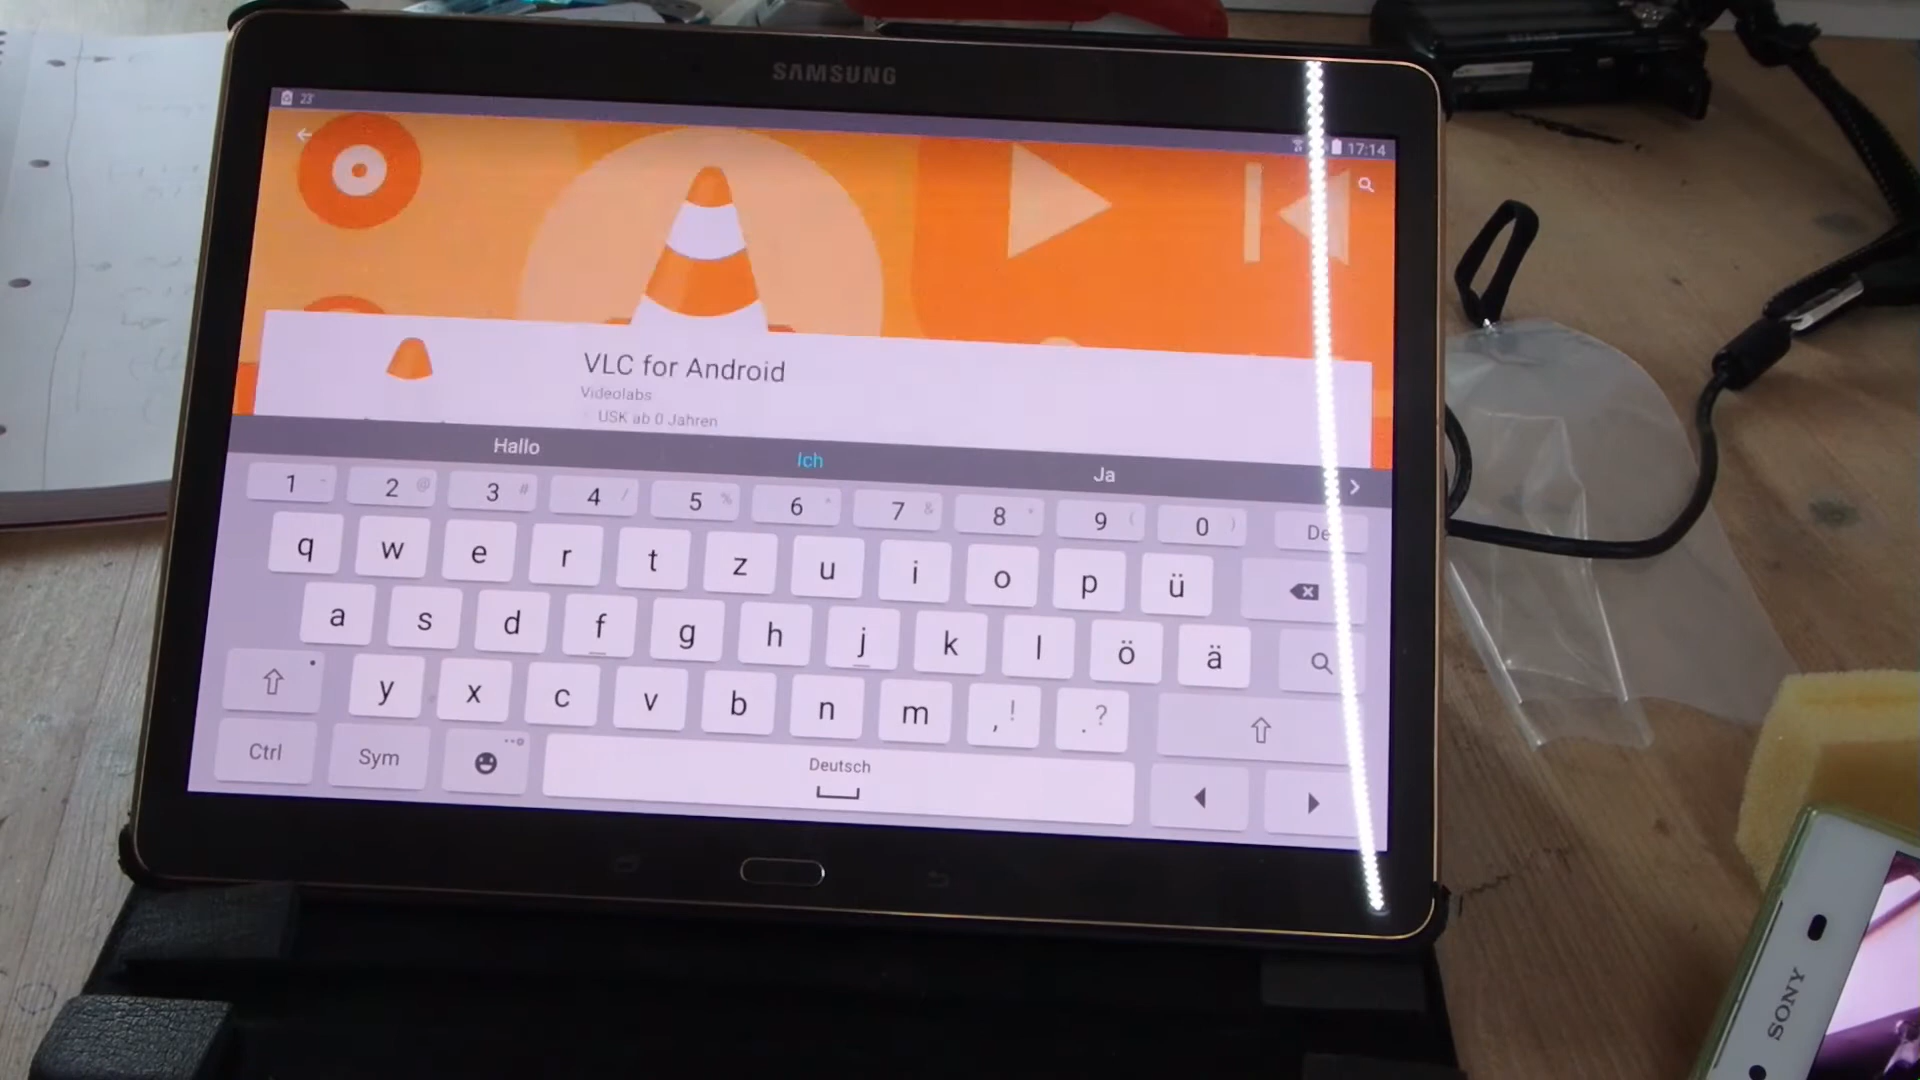 SAMSUNG
23°
17:14
VLC for Android
Videolabs
USK ab 0 Jahren
Hallo Ich Ja
1 2 @ 3 # 4 / 5 % 6 ^ 7 & 8 * 9 ( 0 )
q w e r t z u i o p ü
a s d f g h j k l ö ä
y x c v b n m , ! . ?
Ctrl Sym Deutsch
SONY